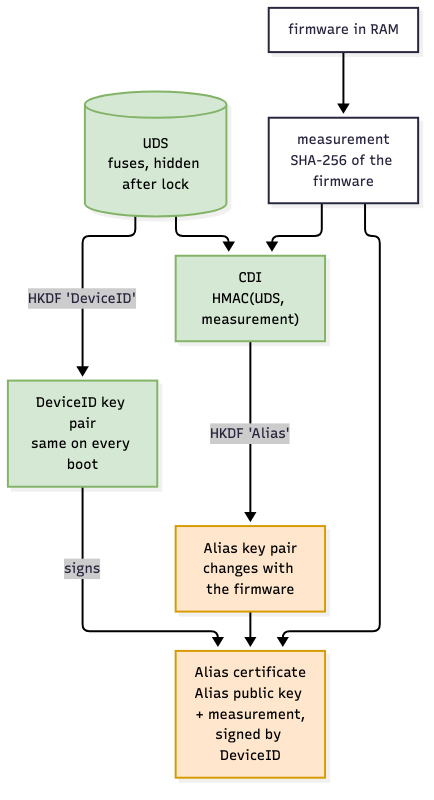 firmware in RAM
UDS
fuses, hidden
after lock
measurement
SHA-256 of the
firmware
HKDF 'DeviceID'
CDI
HMAC(UDS,
measurement)
DeviceID key
pair
same on every
boot
HKDF 'Alias'
signs
Alias key pair
changes with
the firmware
Alias certificate
Alias public key
+ measurement,
signed by
DeviceID